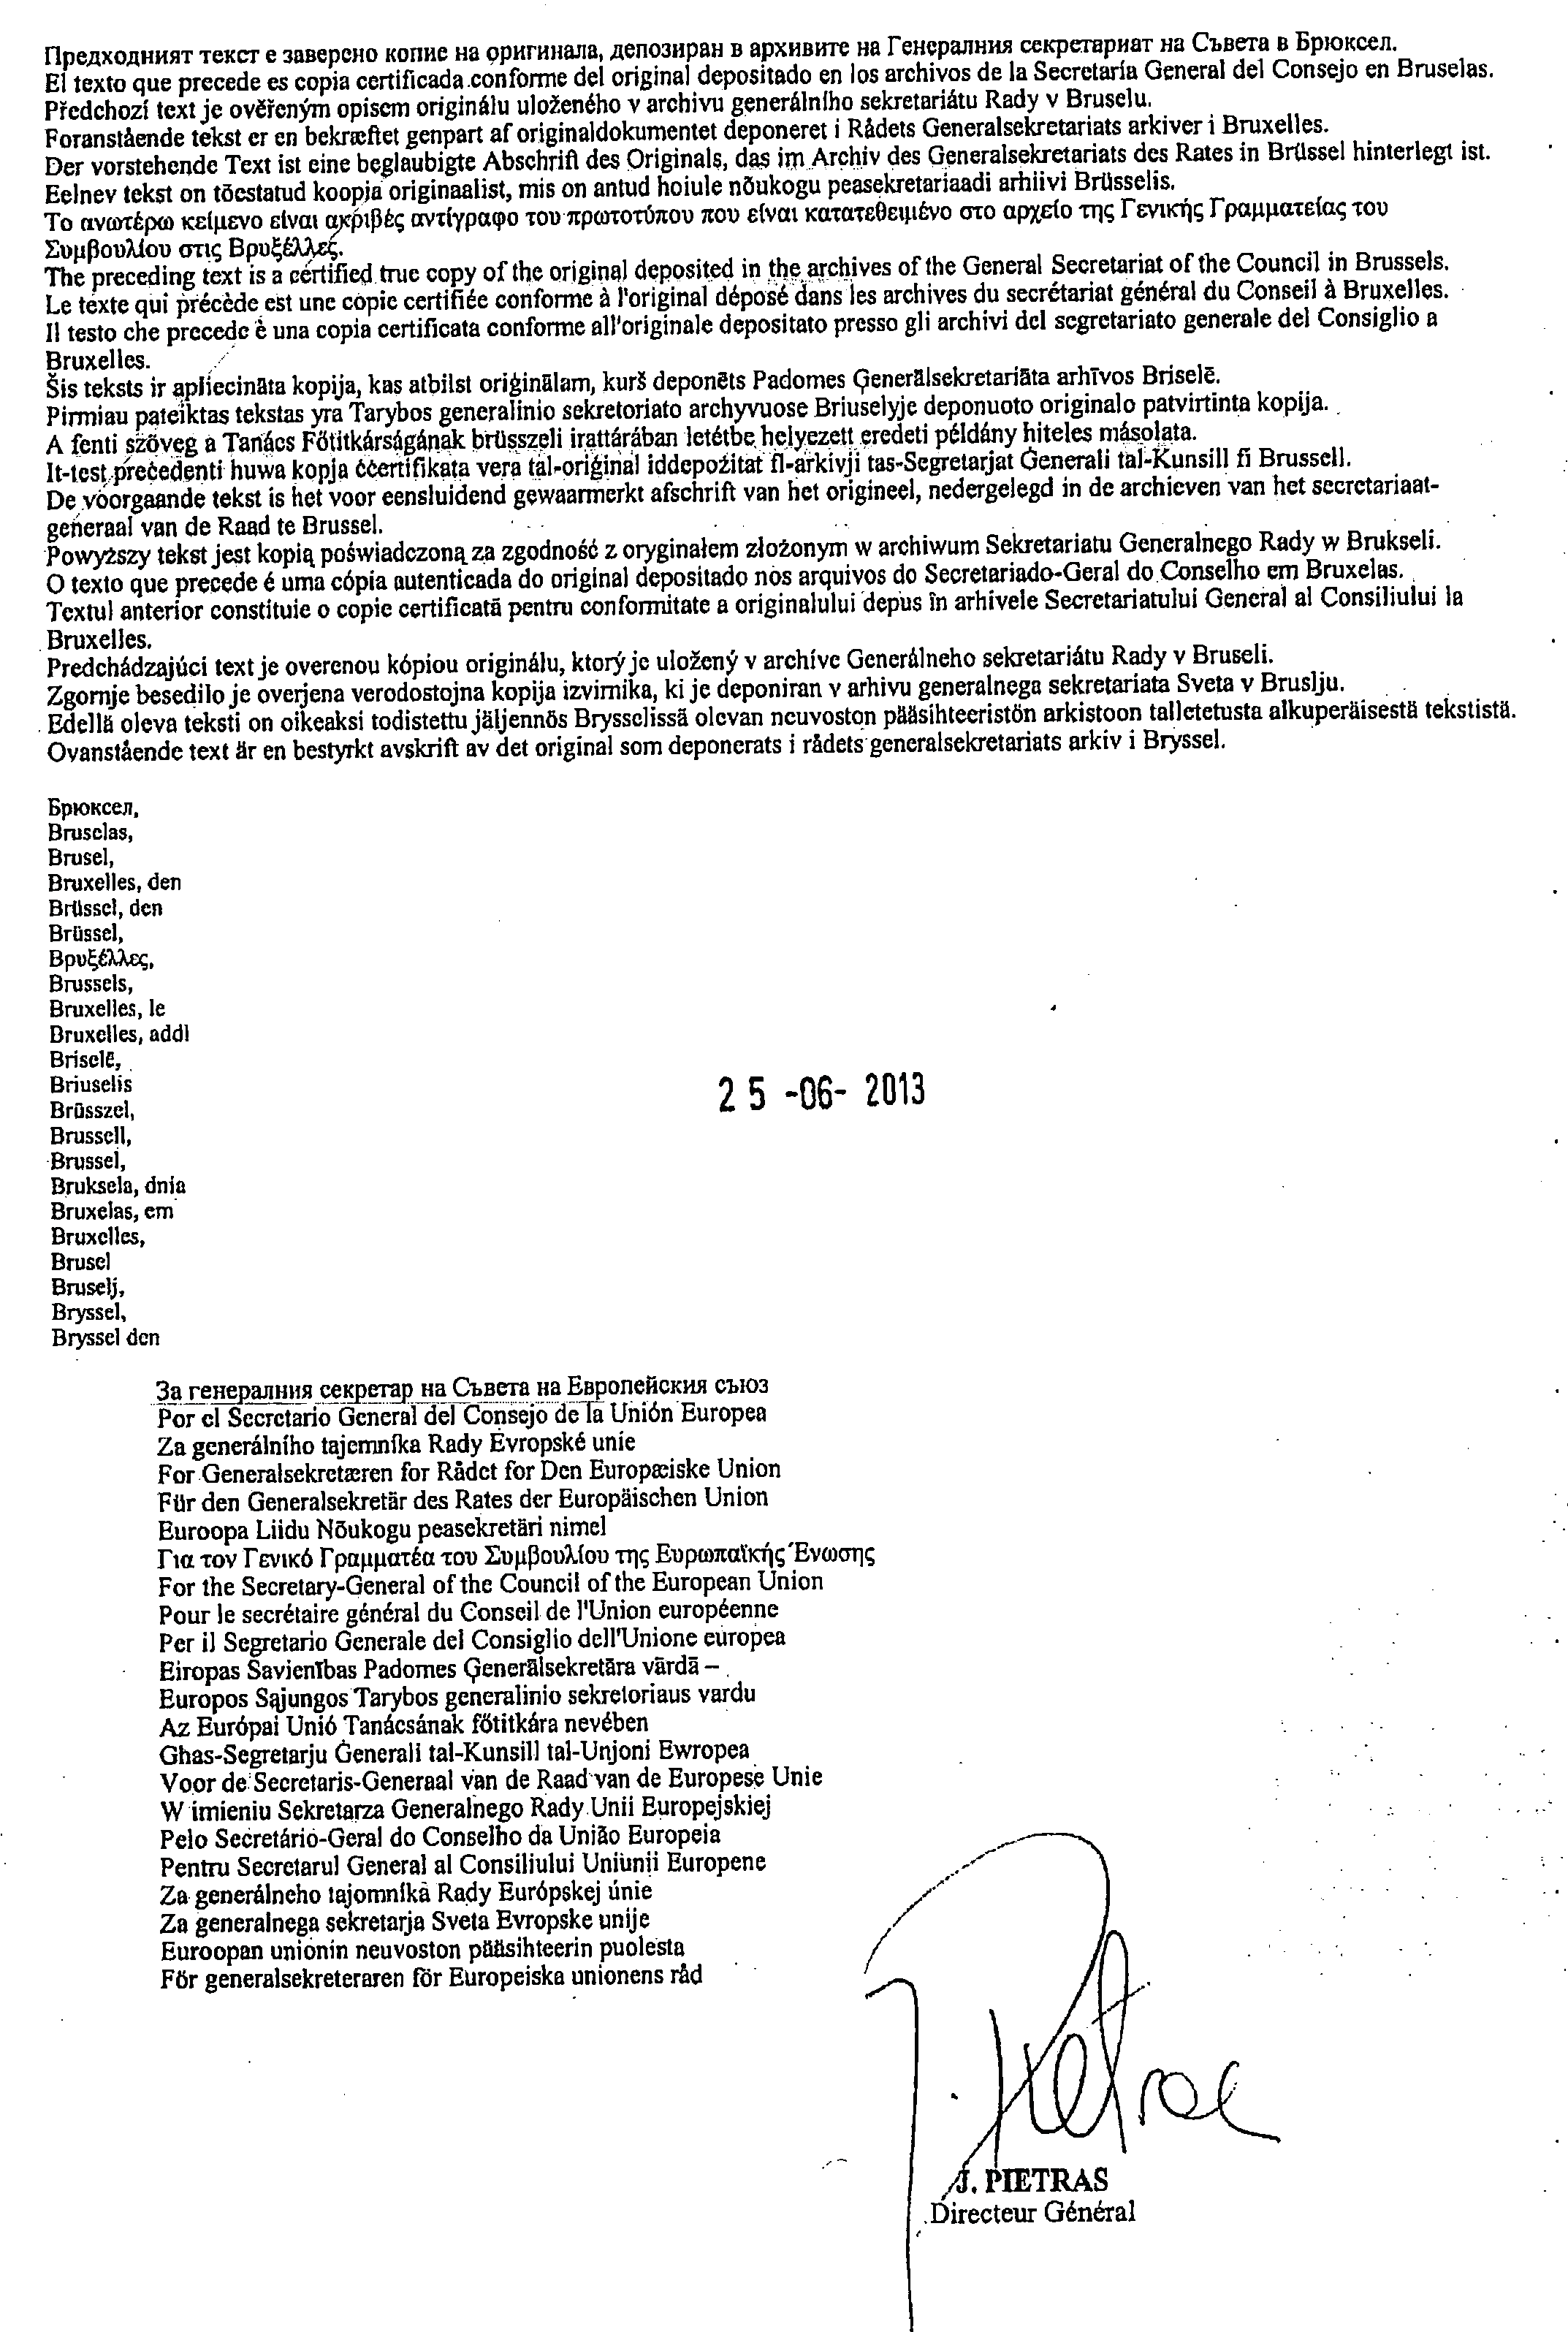 Предходният текст е заверено копие на оригинала, депозиран в архивите на Генералния секретариат на Съвета в Брюксел.
El texto que precede es copia certificada conforme del original depositado en los archivos de la Secretaría General del Consejo en Bruselas.
Předchozí text je ověřeným opisem originálu uloženého v archivu generálního sekretariátu Rady v Bruselu.
Foranstående tekst er en bekræftet genpart af originaldokumentet deponeret i Rådets Generalsekretariats arkiver i Bruxelles.
Der vorstehende Text ist eine beglaubigte Abschrift des Originals, das im Archiv des Generalsekretariats des Rates in Brüssel hinterlegt ist.
Eelnev tekst on tõestatud koopia originaalist, mis on antud hoiule nõukogu peasekretariaadi arhiivi Brüsselis.
Το ανωτέρω κείμενο είναι ακριβές αντίγραφο του πρωτοτύπου που είναι κατατεθειμένο στο αρχείο της Γενικής Γραμματείας του
Συμβουλίου στις Βρυξέλλες.
The preceding text is a certified true copy of the original deposited in the archives of the General Secretariat of the Council in Brussels.
Le texte qui précède est une copie certifiée conforme à l'original déposé dans les archives du secrétariat général du Conseil à Bruxelles.
Il testo che precede è una copia certificata conforme all'originale depositato presso gli archivi del segretariato generale del Consiglio a
Bruxelles.
Šis teksts ir apliecināta kopija, kas atbilst oriģinālam, kurš deponēts Padomes Ģenerālsekretariāta arhīvos Briselē.
Pirmiau pateiktas tekstas yra Tarybos generalinio sekretoriato archyvuose Briuselyje deponuoto originalo patvirtinta kopija.
A fenti szöveg a Tanács Főtitkárságának brüsszeli irattárában letétbe helyezett eredeti példány hiteles másolata.
It-test preċedenti huwa kopja ċċertifikata vera tal-oriġinal iddepożitat fl-arkivji tas-Segretarjat Ġenerali tal-Kunsill fi Brussell.
De voorgaande tekst is het voor eensluidend gewaarmerkt afschrift van het origineel, nedergelegd in de archieven van het secretariaat-
generaal van de Raad te Brussel.
Powyższy tekst jest kopią poświadczoną za zgodność z oryginałem złożonym w archiwum Sekretariatu Generalnego Rady w Brukseli.
O texto que precede é uma cópia autenticada do original depositado nos arquivos do Secretariado-Geral do Conselho em Bruxelas.
Textul anterior constituie o copie certificată pentru conformitate a originalului depus în arhivele Secretariatului General al Consiliului la
Bruxelles.
Predchádzajúci text je overenou kópiou originálu, ktorý je uložený v archíve Generálneho sekretariátu Rady v Bruseli.
Zgornje besedilo je overjena verodostojna kopija izvirnika, ki je deponiran v arhivu generalnega sekretariata Sveta v Bruslju.
Edellä oleva teksti on oikeaksi todistettu jäljennös Brysselissä olevan neuvoston pääsihteeristön arkistoon talletetusta alkuperäisestä tekstistä.
Ovanstående text är en bestyrkt avskrift av det original som deponerats i rådets generalsekretariats arkiv i Bryssel.
Брюксел,
Bruselas,
Brusel,
Bruxelles, den
Brüssel, den
Brüssel,
Βρυξέλλες,
Brussels,
Bruxelles, le
Bruxelles, addì
Briselē,
Briuselis
Brüsszel,
Brussell,
Brussel,
Bruksela, dnia
Bruxelas, em
Bruxelles,
Brusel
Bruselj,
Bryssel,
Bryssel den
25 -06- 2013
За генералния секретар на Съвета на Европейския съюз
Por el Secretario General del Consejo de la Unión Europea
Za generálního tajemníka Rady Evropské unie
For Generalsekretæren for Rådet for Den Europæiske Union
Für den Generalsekretär des Rates der Europäischen Union
Euroopa Liidu Nõukogu peasekretäri nimel
Για τον Γενικό Γραμματέα του Συμβουλίου της Ευρωπαϊκής Ένωσης
For the Secretary-General of the Council of the European Union
Pour le secrétaire général du Conseil de l'Union européenne
Per il Segretario Generale del Consiglio dell'Unione europea
Eiropas Savienības Padomes Ģenerālsekretāra vārdā –
Europos Sąjungos Tarybos generalinio sekretoriaus vardu
Az Európai Unió Tanácsának főtitkára nevében
Għas-Segretarju Ġenerali tal-Kunsill tal-Unjoni Ewropea
Voor de Secretaris-Generaal van de Raad van de Europese Unie
W imieniu Sekretarza Generalnego Rady Unii Europejskiej
Pelo Secretário-Geral do Conselho da União Europeia
Pentru Secretarul General al Consiliului Uniunii Europene
Za generálneho tajomníka Rady Európskej únie
Za generalnega sekretarja Sveta Evropske unije
Euroopan unionin neuvoston pääsihteerin puolesta
För generalsekreteraren för Europeiska unionens råd
J. PIETRAS
Directeur Général